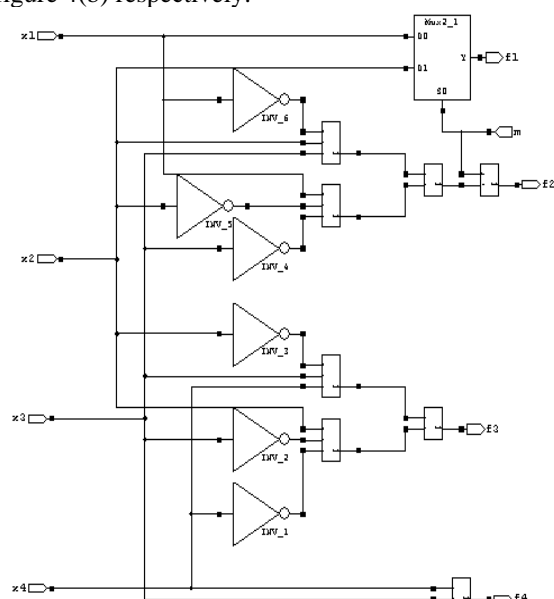 igure 4(b) respectively.
Mux2_1
x1
D0
Y
f1
D1
S0
INV_6
m
f2
INV_5
x2
INV_4
INV_3
x3
f3
INV_2
INV_1
x4
f4